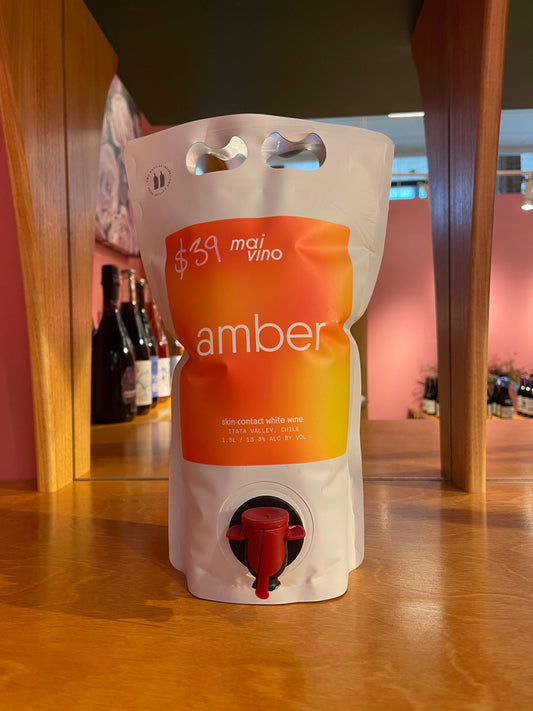 $39
mai
vino
amber
skin-contact white wine
ITATA VALLEY, CHILE
1.5L / 13.3% ALC BY VOL